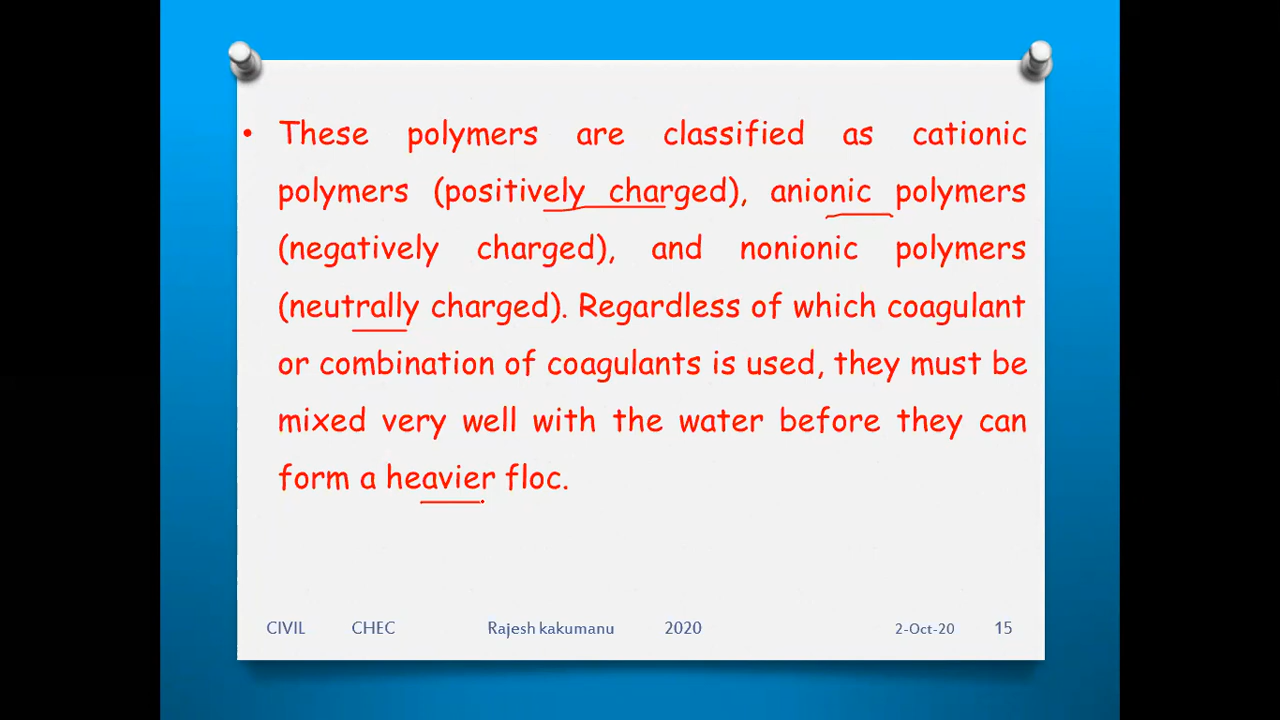 • These polymers are classified as cationic
polymers (positively charged), anionic polymers
(negatively charged), and nonionic polymers
(neutrally charged). Regardless of which coagulant
or combination of coagulants is used, they must be
mixed very well with the water before they can
form a heavier floc.
CIVIL CHEC Rajesh kakumanu 2020 2-Oct-20 15